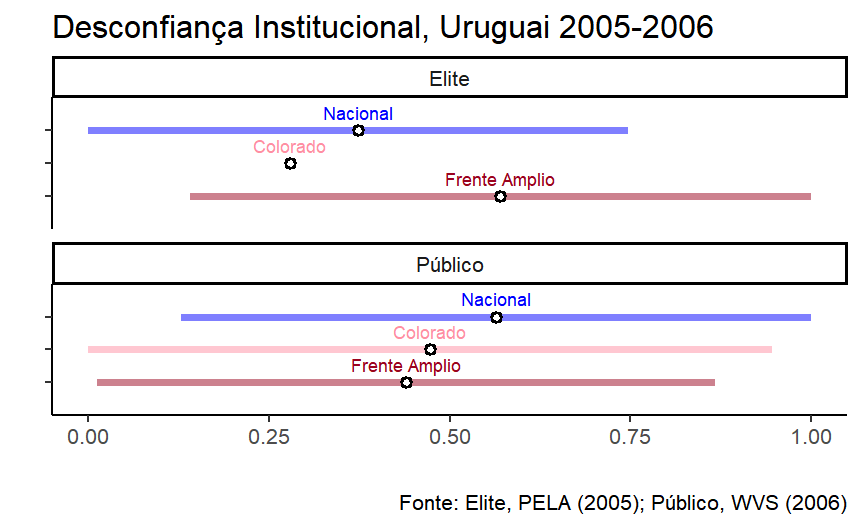 Desconfiança Institucional, Uruguai 2005-2006
Elite
Nacional
Colorado
Frente Amplio
Público
Nacional
Colorado
Frente Amplio
0.00 0.25 0.50 0.75 1.00
Fonte: Elite, PELA (2005); Público, WVS (2006)